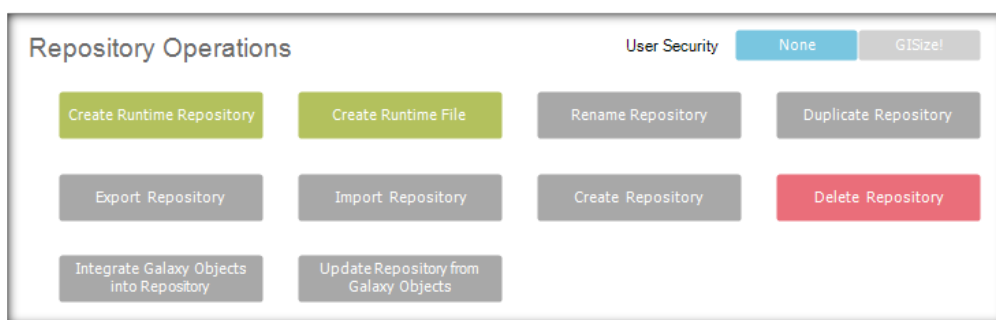 Repository Operations
User Security
None
GISize!
Create Runtime Repository
Create Runtime File
Rename Repository
Duplicate Repository
Export Repository
Import Repository
Create Repository
Delete Repository
Integrate Galaxy Objects
into Repository
Update Repository from
Galaxy Objects